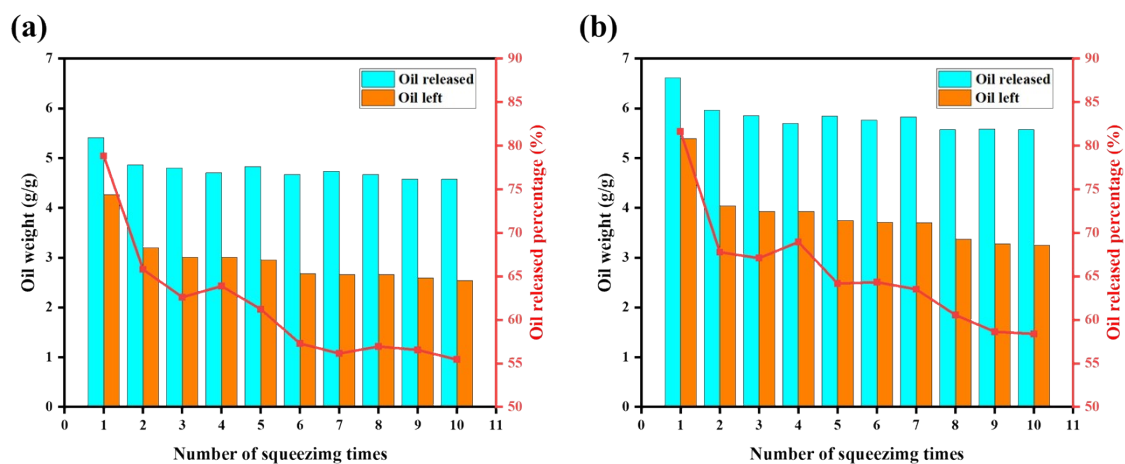 (a)
Oil released
Oil left
Oil weight (g/g)
7
6
5
4
3
2
1
0
90
85
80
75
70
65
60
55
50
Oil released percentage (%)
0 1 2 3 4 5 6 7 8 9 10 11
Number of squeezimg times
(b)
Oil released
Oil left
Oil weight (g/g)
7
6
5
4
3
2
1
0
90
85
80
75
70
65
60
55
50
Oil released percentage (%)
0 1 2 3 4 5 6 7 8 9 10 11
Number of squeezimg times